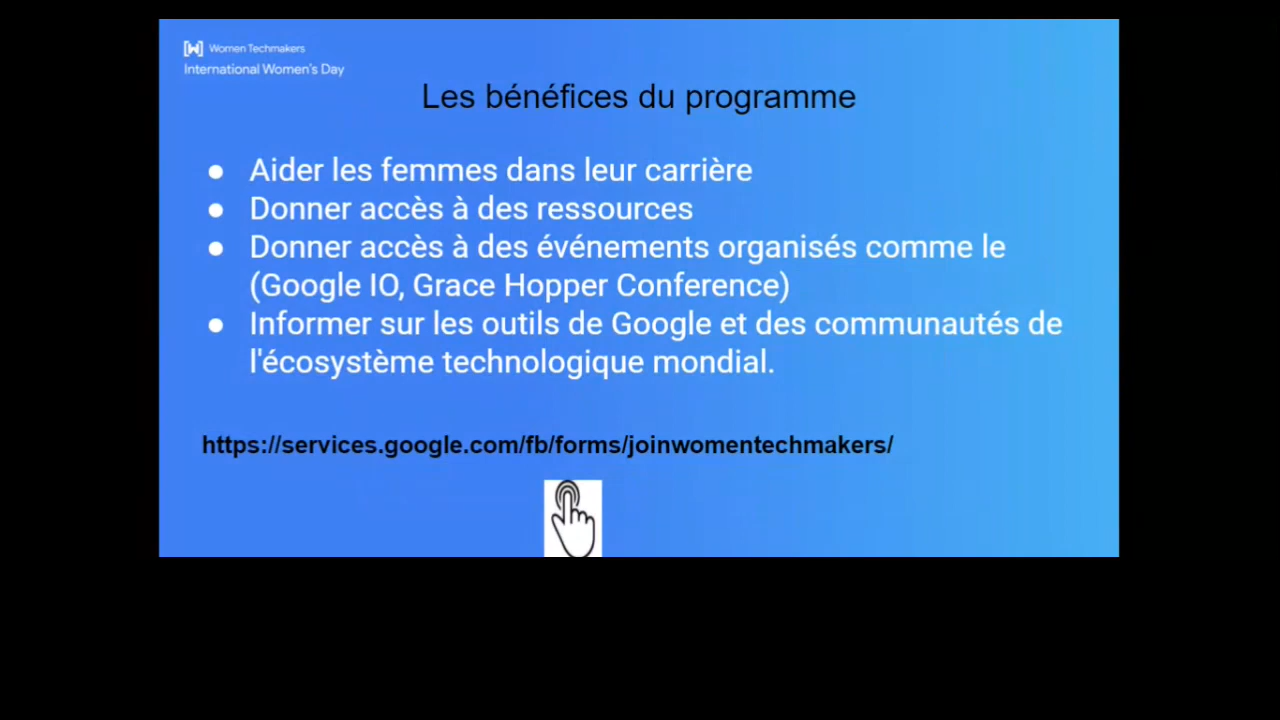 Women Techmakers
International Women's Day
Les bénéfices du programme
● Aider les femmes dans leur carrière
● Donner accès à des ressources
● Donner accès à des événements organisés comme le
(Google IO, Grace Hopper Conference)
● Informer sur les outils de Google et des communautés de
l'écosystème technologique mondial.
https://services.google.com/fb/forms/joinwomentechmakers/